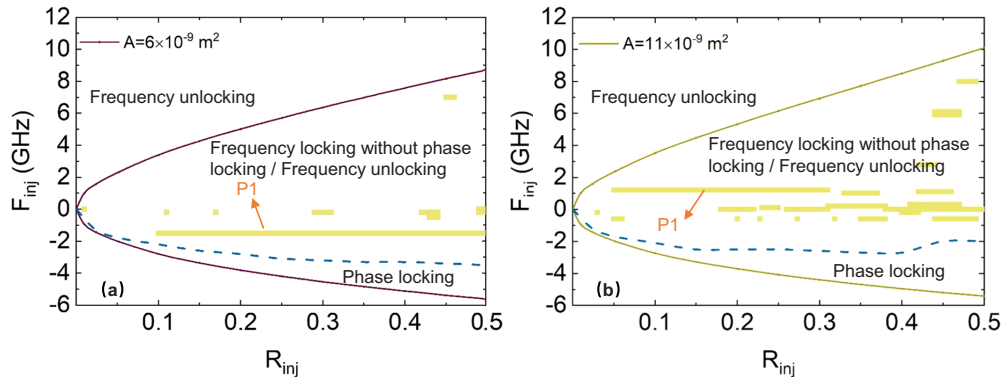 12
10
8
6
4
2
0
-2
-4
-6
F_inj (GHz)
A=6×10^-9 m^2
Frequency unlocking
Frequency locking without phase
locking / Frequency unlocking
P1
Phase locking
(a)
0.1 0.2 0.3 0.4 0.5
R_inj
12
10
8
6
4
2
0
-2
-4
-6
F_inj (GHz)
A=11×10^-9 m^2
Frequency unlocking
Frequency locking without phase
locking / Frequency unlocking
P1
Phase locking
(b)
0.1 0.2 0.3 0.4 0.5
R_inj